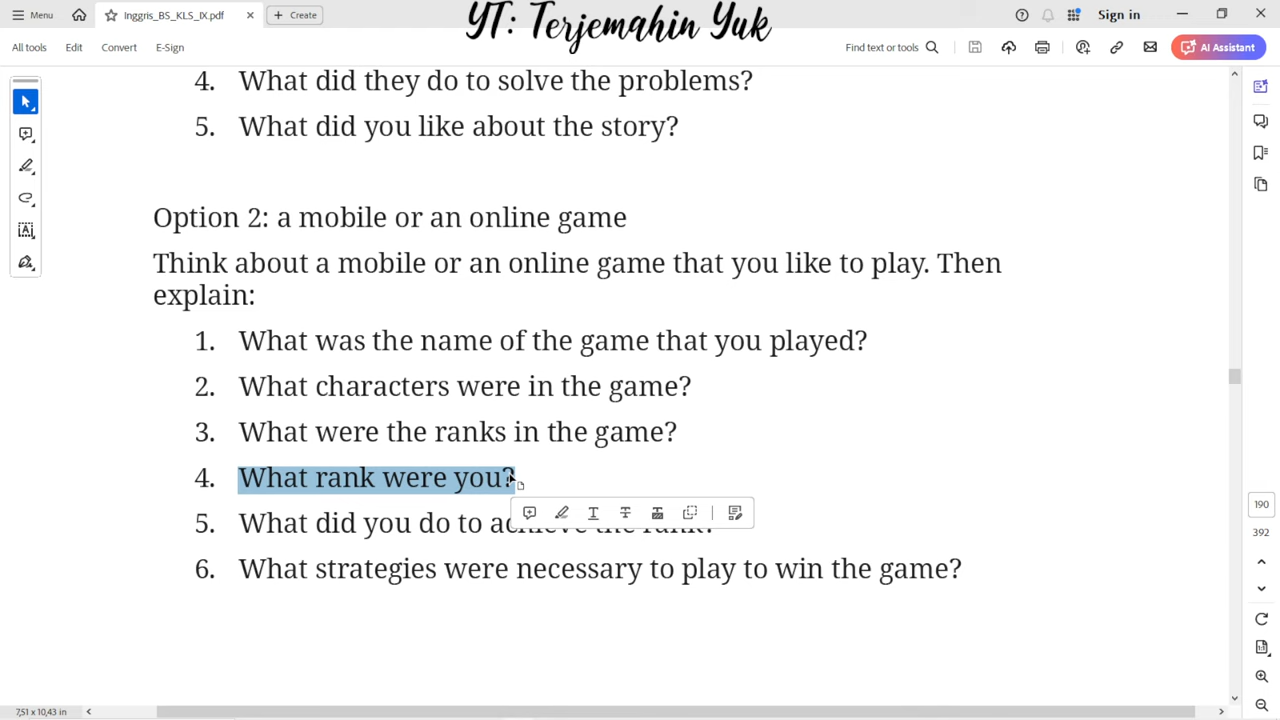 Menu
Inggris_BS_KLS_IX.pdf
Create
YT: Terjemahin Yuk
Sign in
All tools
Edit
Convert
E-Sign
Find text or tools
AI Assistant
4. What did they do to solve the problems?
5. What did you like about the story?
Option 2: a mobile or an online game
Think about a mobile or an online game that you like to play. Then
explain:
1. What was the name of the game that you played?
2. What characters were in the game?
3. What were the ranks in the game?
4. What rank were you?
5. What did you do to achieve the rank?
6. What strategies were necessary to play to win the game?
190
392
7,51 x 10,43 in